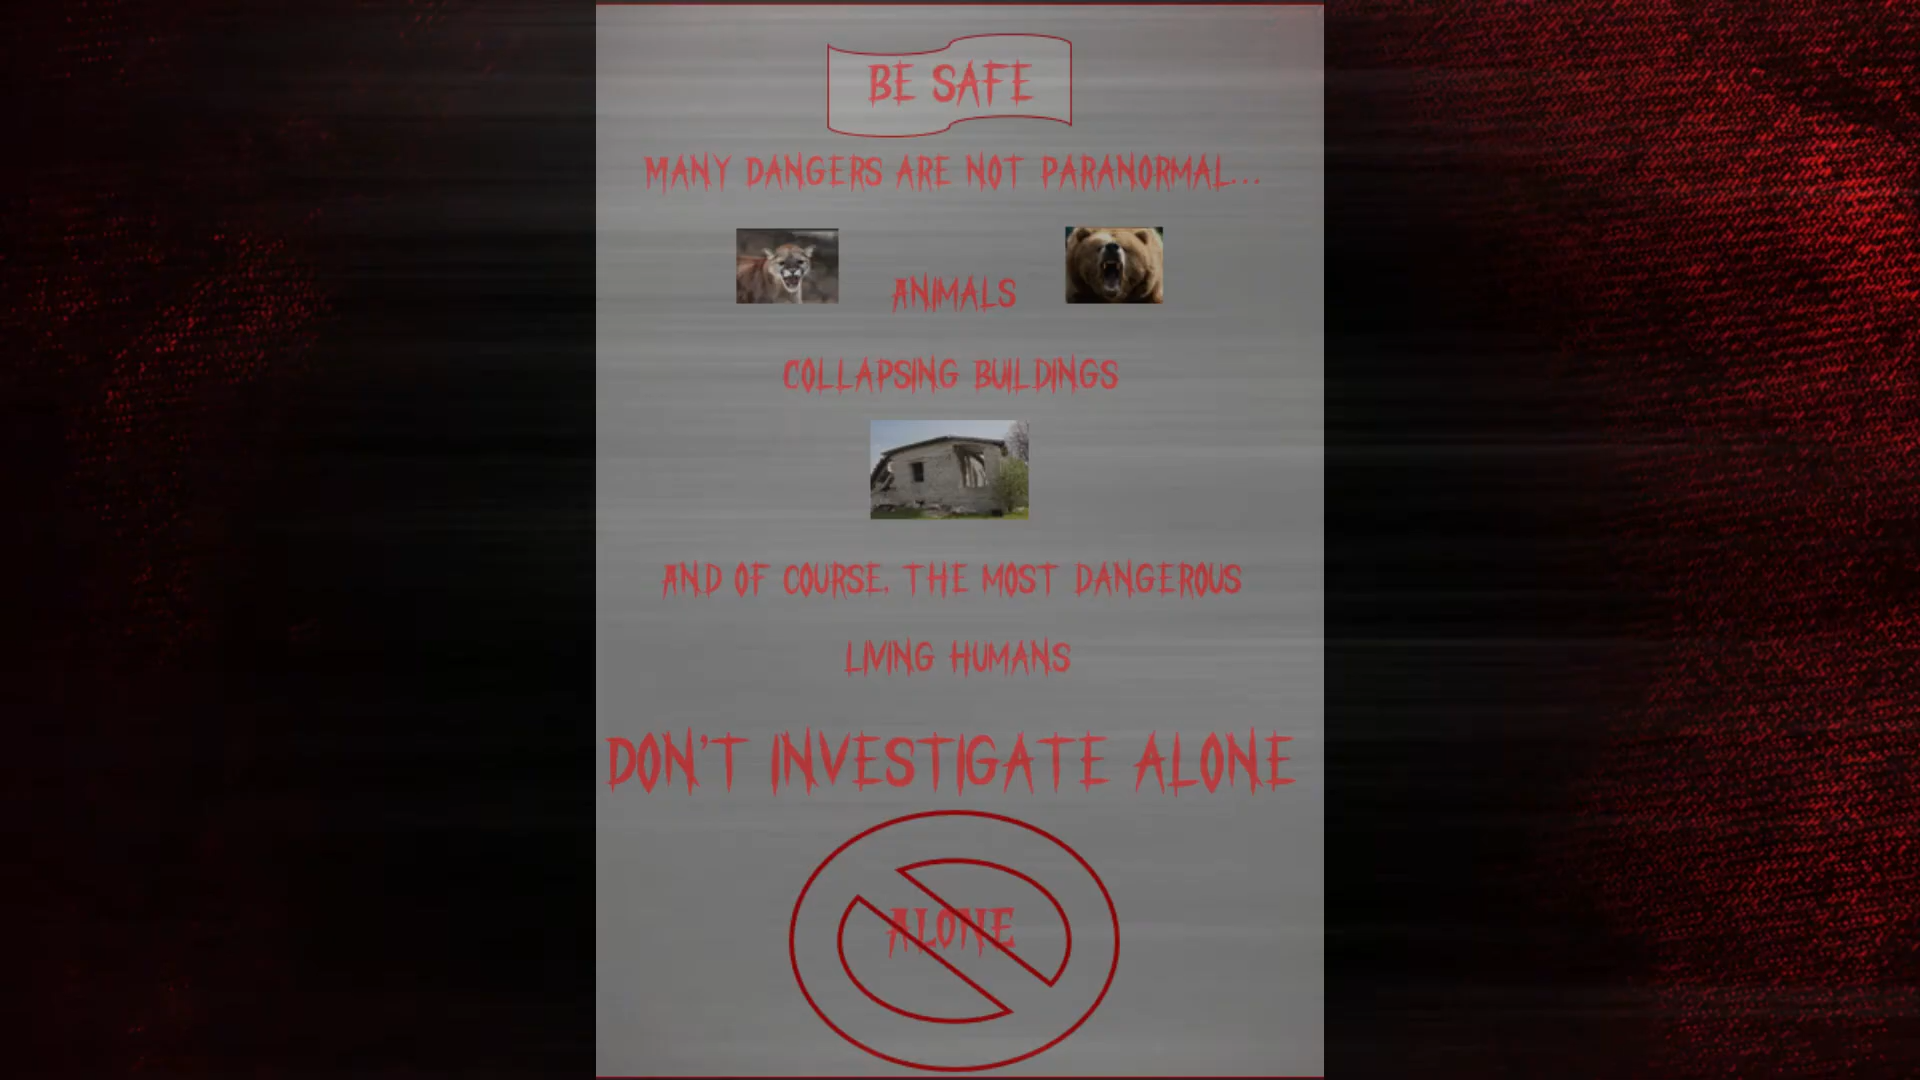 BE SAFE
MANY DANGERS ARE NOT PARANORMAL...
ANIMALS
COLLAPSING BUILDINGS
AND OF COURSE, THE MOST DANGEROUS
LIVING HUMANS
DON'T INVESTIGATE ALONE
ALONE